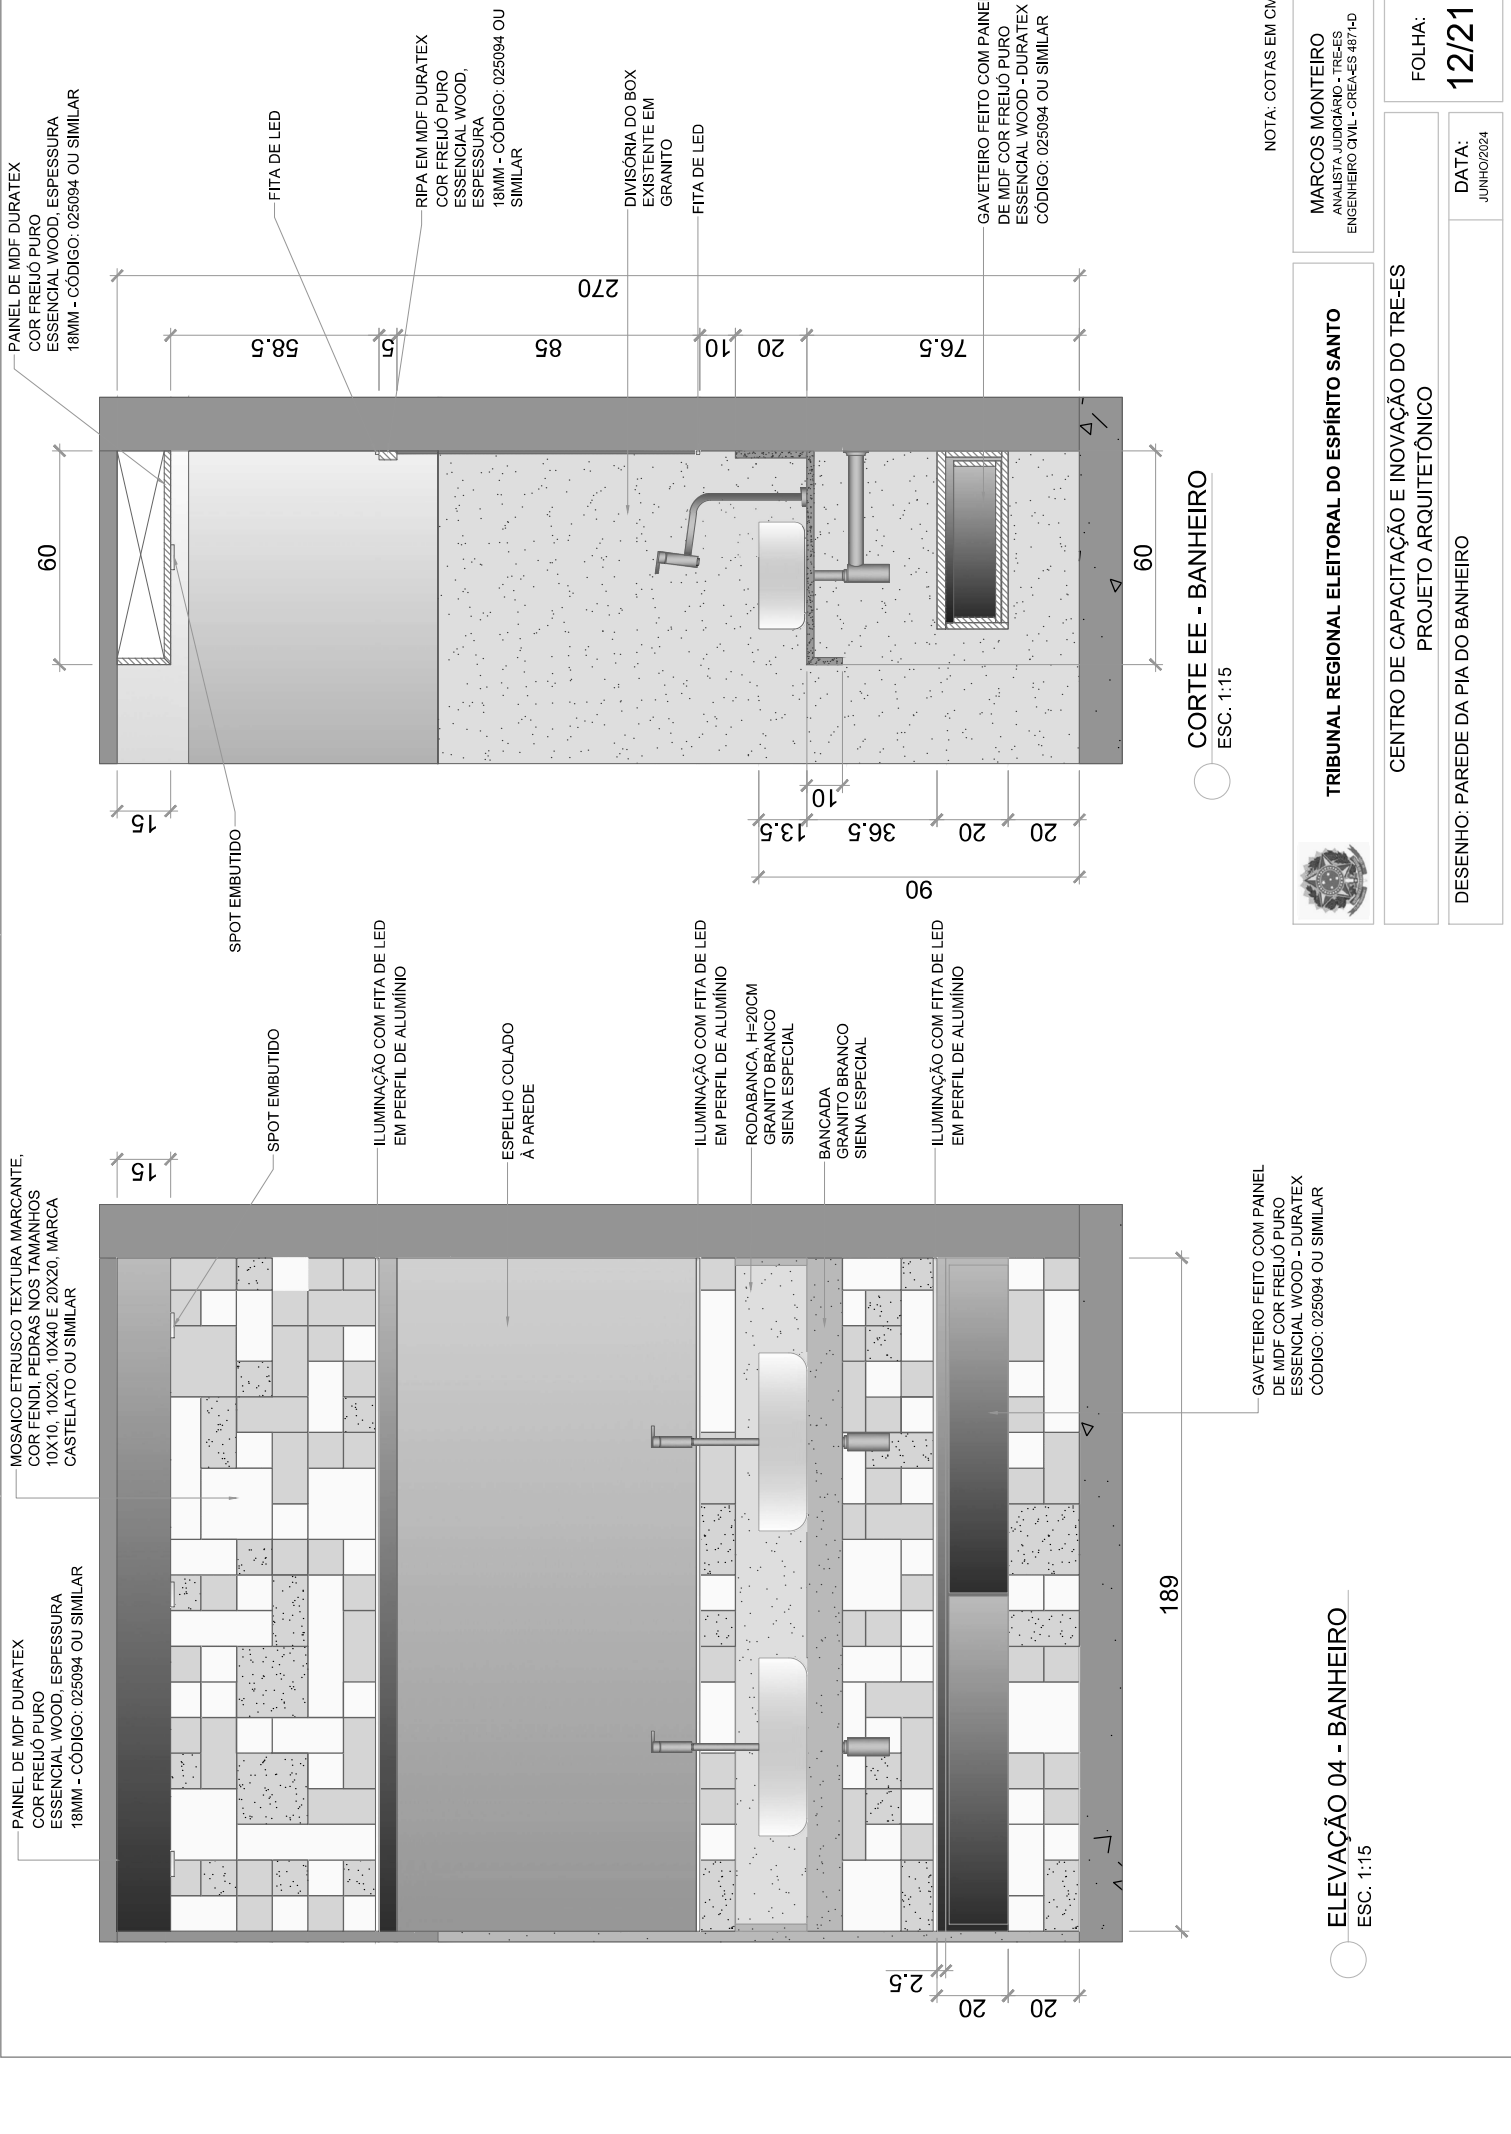 PAINEL DE MDF DURATEX
COR FREIJÓ PURO
ESSENCIAL WOOD, ESPESSURA
18MM - CÓDIGO: 025094 OU SIMILAR
MOSAICO ETRUSCO TEXTURA MARCANTE,
COR FENDI, PEDRAS NOS TAMANHOS
10X10, 10X20, 10X40 E 20X20, MARCA
CASTELATO OU SIMILAR
15
SPOT EMBUTIDO
ILUMINAÇÃO COM FITA DE LED
EM PERFIL DE ALUMÍNIO
ESPELHO COLADO
À PAREDE
ILUMINAÇÃO COM FITA DE LED
EM PERFIL DE ALUMÍNIO
RODABANCA, H=20CM
GRANITO BRANCO
SIENA ESPECIAL
BANCADA
GRANITO BRANCO
SIENA ESPECIAL
ILUMINAÇÃO COM FITA DE LED
EM PERFIL DE ALUMÍNIO
GAVETEIRO FEITO COM PAINEL
DE MDF COR FREIJÓ PURO
ESSENCIAL WOOD - DURATEX
CÓDIGO: 025094 OU SIMILAR
2.5
20
20
189
ELEVAÇÃO 04 - BANHEIRO
ESC. 1:15
PAINEL DE MDF DURATEX
COR FREIJÓ PURO
ESSENCIAL WOOD, ESPESSURA
18MM - CÓDIGO: 025094 OU SIMILAR
60
15
SPOT EMBUTIDO
FITA DE LED
RIPA EM MDF DURATEX
COR FREIJÓ PURO
ESSENCIAL WOOD,
ESPESSURA
18MM - CÓDIGO: 025094 OU
SIMILAR
DIVISÓRIA DO BOX
EXISTENTE EM
GRANITO
FITA DE LED
GAVETEIRO FEITO COM PAINE
DE MDF COR FREIJÓ PURO
ESSENCIAL WOOD - DURATEX
CÓDIGO: 025094 OU SIMILAR
270
58.5
5
85
10
20
76.5
10
13.5
36.5
20
20
90
60
CORTE EE - BANHEIRO
ESC. 1:15
NOTA: COTAS EM CM
TRIBUNAL REGIONAL ELEITORAL DO ESPÍRITO SANTO
MARCOS MONTEIRO
ANALISTA JUDICIÁRIO - TRE-ES
ENGENHEIRO CIVIL - CREA-ES 4871-D
CENTRO DE CAPACITAÇÃO E INOVAÇÃO DO TRE-ES
PROJETO ARQUITETÔNICO
FOLHA:
12/21
DESENHO: PAREDE DA PIA DO BANHEIRO
DATA:
JUNHO/2024